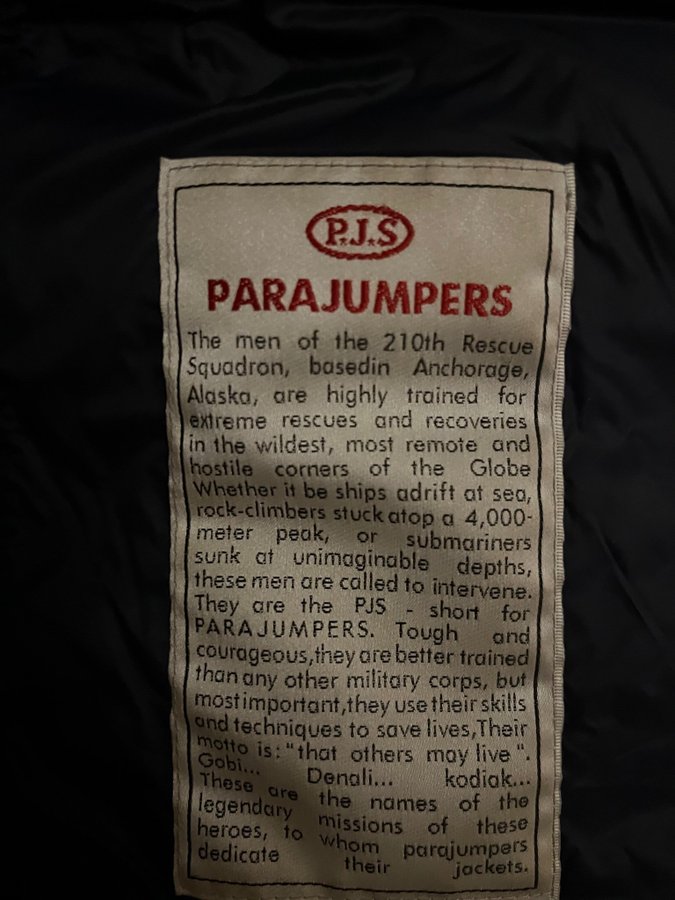 P.J.S
PARAJUMPERS
The men of the 210th Rescue
Squadron, basedin Anchorage,
Alaska, are highly trained for
extreme rescues and recoveries
in the wildest, most remote and
hostile corners of the Globe
Whether it be ships adrift at sea,
rock-climbers stuck atop a 4,000-
meter peak, or submariners
sunk at unimaginable depths,
these men are called to intervene.
They are the PJS - short for
PARAJUMPERS. Tough and
courageous,they are better trained
than any other military corps, but
most important,they use their skills
and techniques to save lives,Their
motto is: "that others may live ".
Gobi... Denali... kodiak...
These are the names of the
legendary missions of these
heroes, to whom parajumpers
dedicate their jackets.